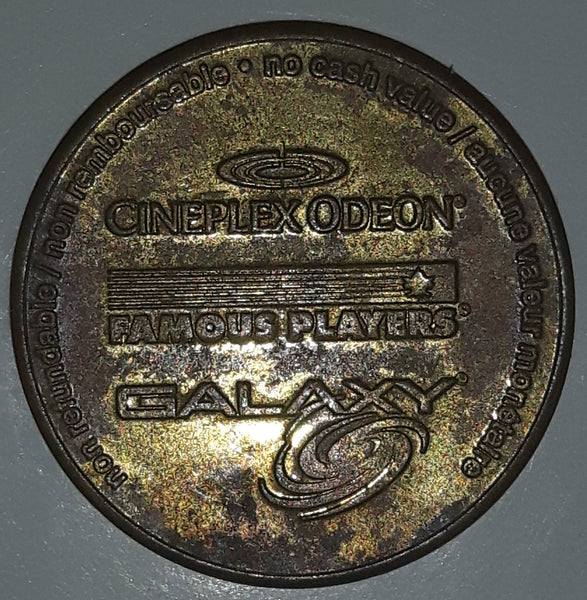 non refundable / non remboursable • no cash value / aucune valeur monétaire
CINEPLEX ODEON®
FAMOUS PLAYERS®
GALAXY®